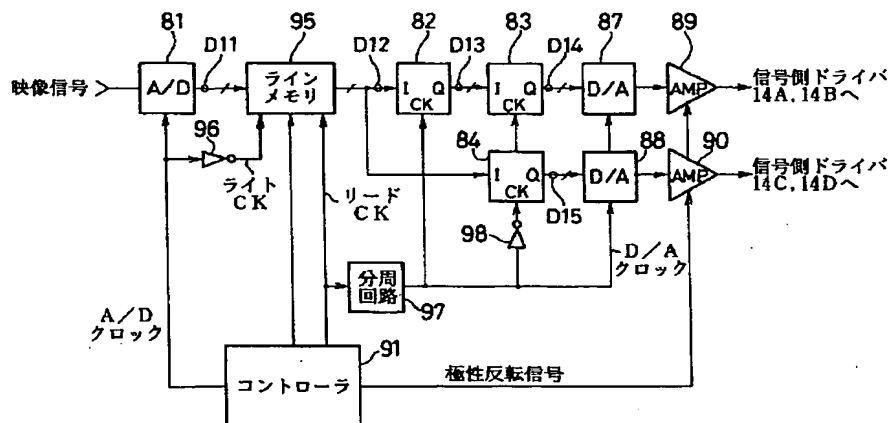 81
95
82
83
87
89
D11
D12
D13
D14
映像信号
A/D
ライン
メモリ
I Q
CK
I Q
CK
D/A
AMP
信号側ドライバ
14A, 14Bへ
96
ライト
CK
リード
CK
84
I Q
CK
D15
88
D/A
90
AMP
信号側ドライバ
14C, 14Dへ
98
D/A
クロック
分周
回路
97
A/D
クロック
91
コントローラ
極性反転信号